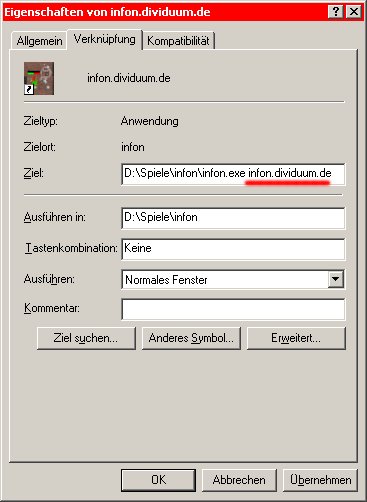 Eigenschaften von infon.dividuum.de
Allgemein Verknüpfung Kompatibilität
infon.dividuum.de
Zieltyp: Anwendung
Zielort: infon
Ziel: D:\Spiele\infon\infon.exe infon.dividuum.de
Ausführen in: D:\Spiele\infon
Tastenkombination: Keine
Ausführen: Normales Fenster
Kommentar:
Ziel suchen... Anderes Symbol... Erweitert...
OK Abbrechen Übernehmen